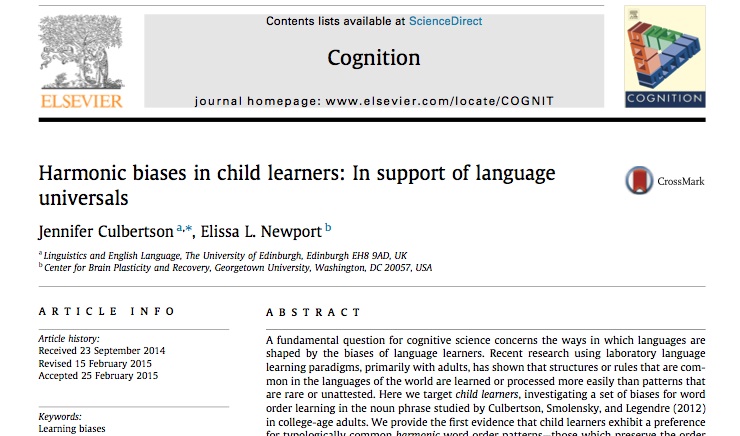 Contents lists available at ScienceDirect
Cognition
journal homepage: www.elsevier.com/locate/COGNIT
ELSEVIER
COGNITION
Harmonic biases in child learners: In support of language
universals
CrossMark
Jennifer Culbertson a,*, Elissa L. Newport b
a Linguistics and English Language, The University of Edinburgh, Edinburgh EH8 9AD, UK
b Center for Brain Plasticity and Recovery, Georgetown University, Washington, DC 20057, USA
ARTICLE INFO
Article history:
Received 23 September 2014
Revised 15 February 2015
Accepted 25 February 2015
Keywords:
Learning biases
ABSTRACT
A fundamental question for cognitive science concerns the ways in which languages are
shaped by the biases of language learners. Recent research using laboratory language
learning paradigms, primarily with adults, has shown that structures or rules that are com-
mon in the languages of the world are learned or processed more easily than patterns that
are rare or unattested. Here we target child learners, investigating a set of biases for word
order learning in the noun phrase studied by Culbertson, Smolensky, and Legendre (2012)
in college-age adults. We provide the first evidence that child learners exhibit a preference
for typologically common harmonic word order patterns—those which preserve the order